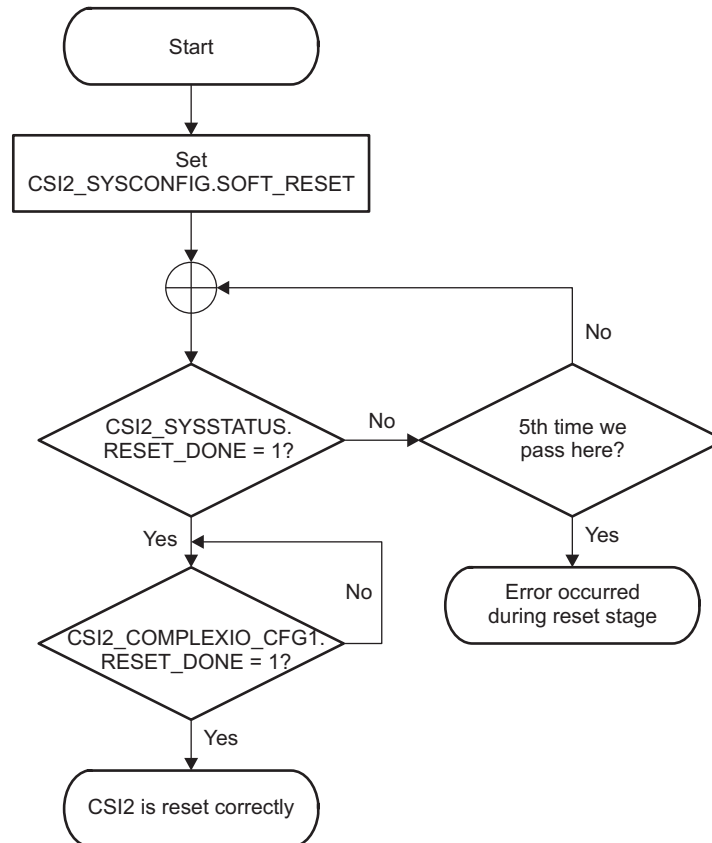 Start
Set
CSI2_SYSCONFIG.SOFT_RESET
No
CSI2_SYSSTATUS.
RESET_DONE = 1?
No
5th time we
pass here?
Yes
Yes
No
Error occurred
during reset stage
CSI2_COMPLEXIO_CFG1.
RESET_DONE = 1?
Yes
CSI2 is reset correctly